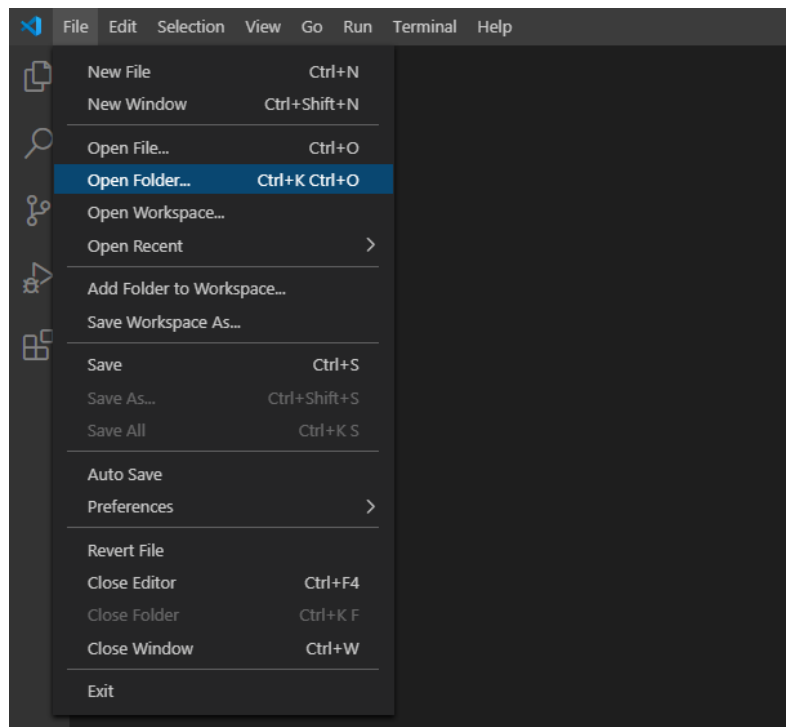 File Edit Selection View Go Run Terminal Help
New File Ctrl+N
New Window Ctrl+Shift+N
Open File... Ctrl+O
Open Folder... Ctrl+K Ctrl+O
Open Workspace...
Open Recent
Add Folder to Workspace...
Save Workspace As...
Save Ctrl+S
Save As... Ctrl+Shift+S
Save All Ctrl+K S
Auto Save
Preferences
Revert File
Close Editor Ctrl+F4
Close Folder Ctrl+K F
Close Window Ctrl+W
Exit